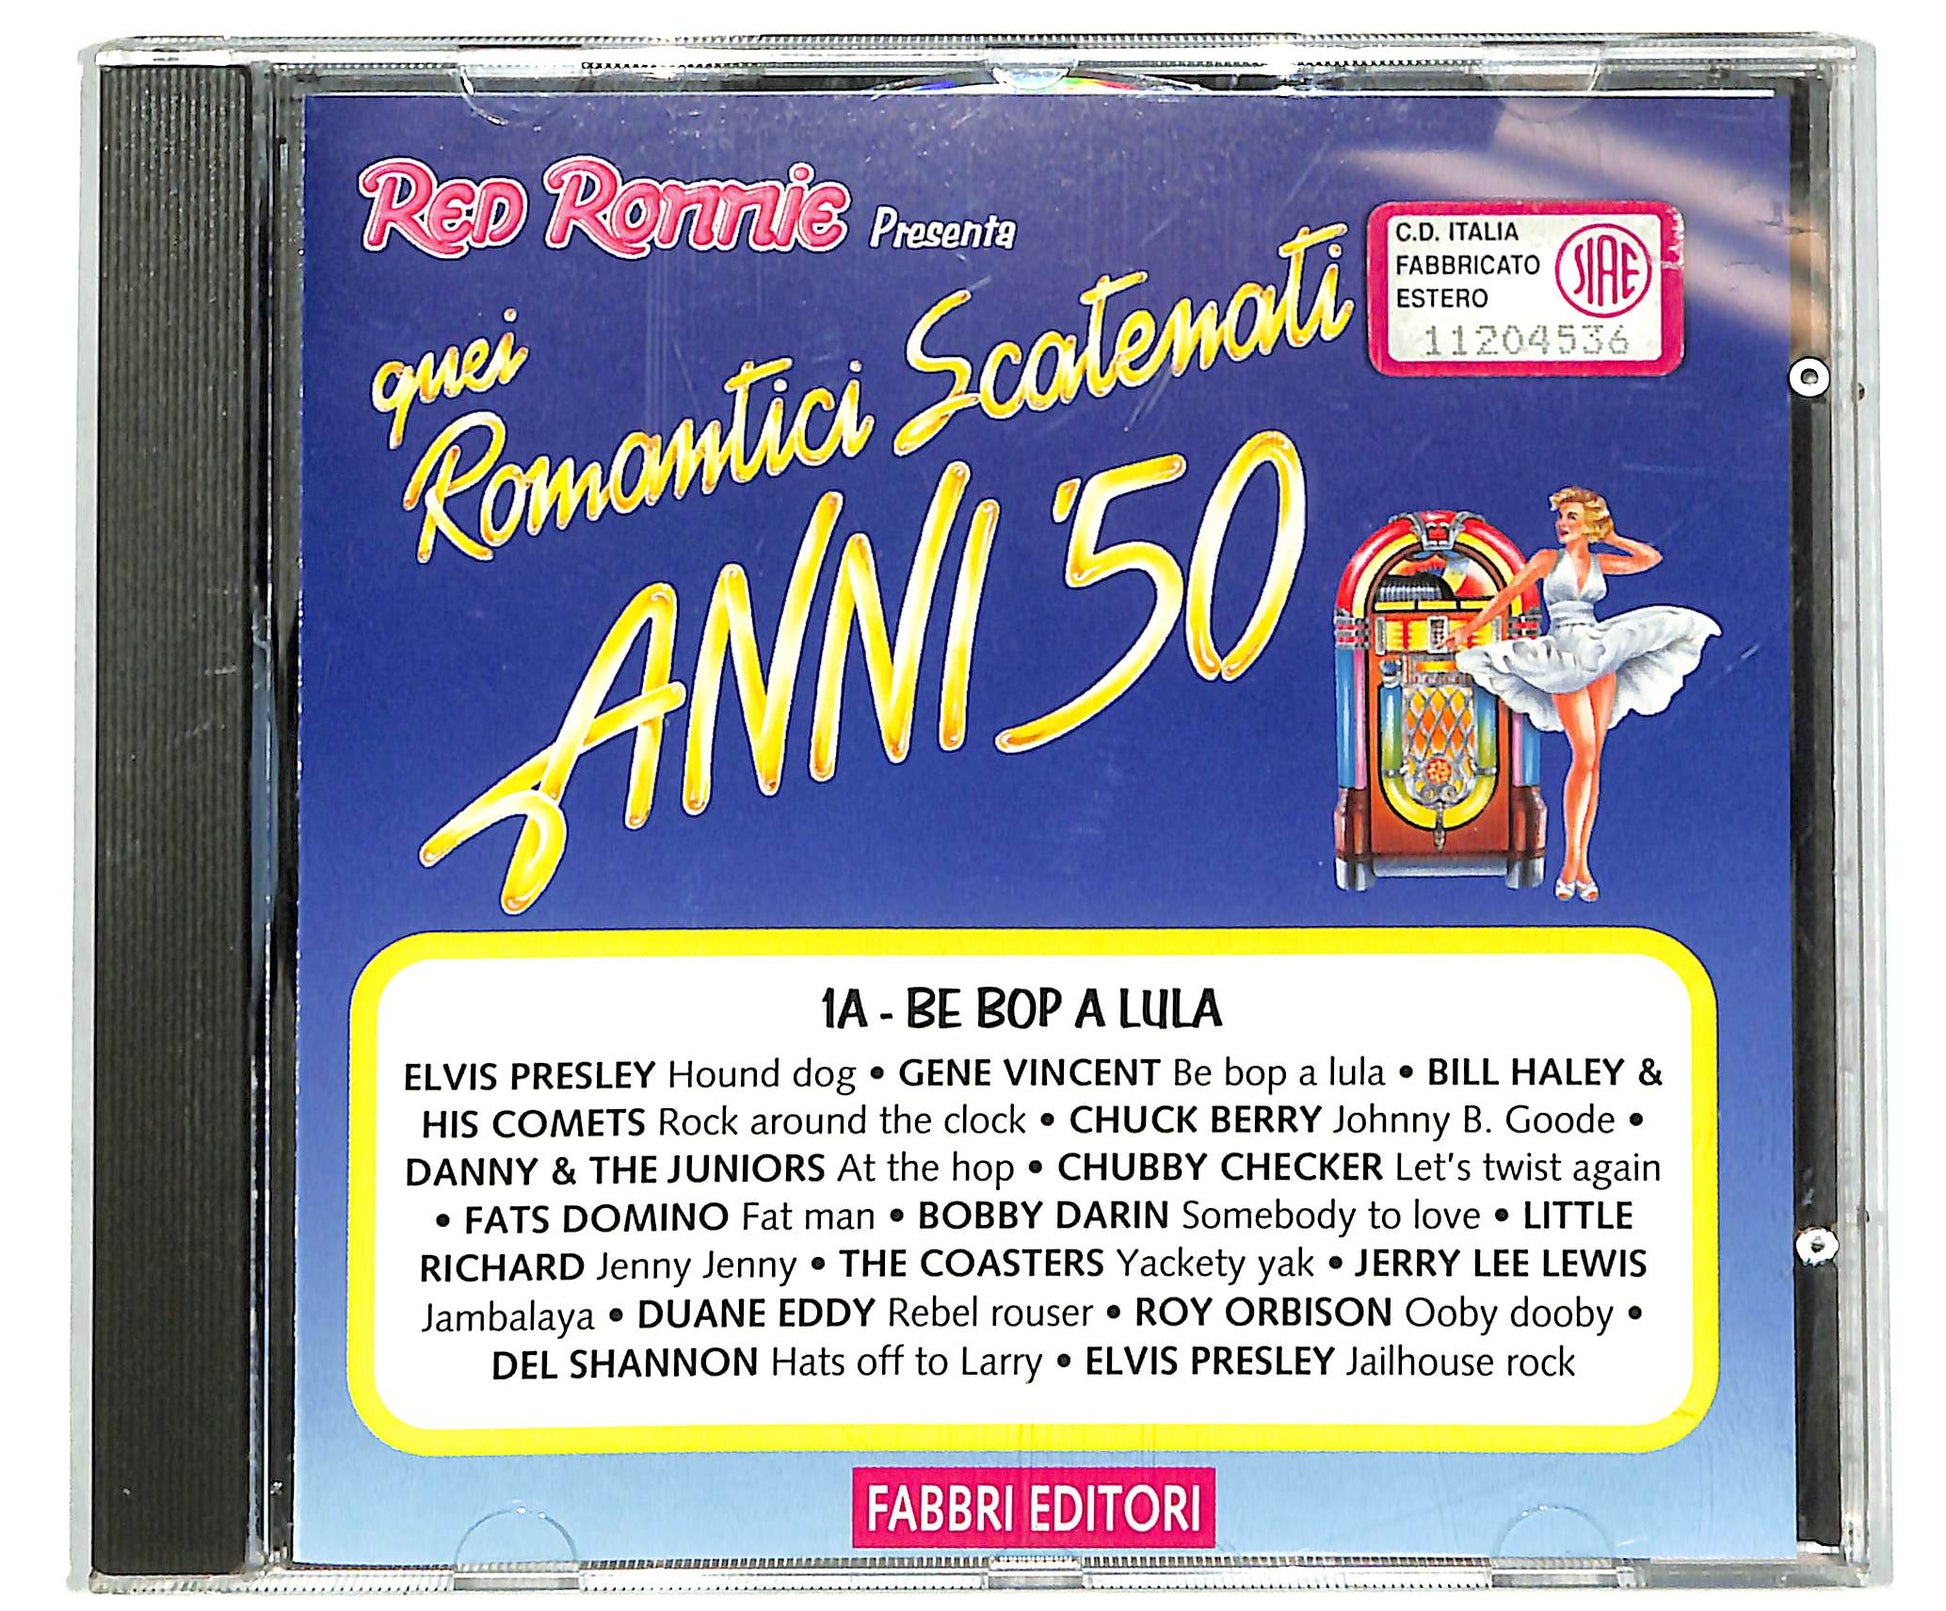 RED RONNIE Presenta
quei
Romantici Scatenati
ANNI '50
C.D. ITALIA
FABBRICATO
ESTERO
SIAE
11204536
1A - BE BOP A LULA
ELVIS PRESLEY Hound dog • GENE VINCENT Be bop a lula • BILL HALEY &
HIS COMETS Rock around the clock • CHUCK BERRY Johnny B. Goode •
DANNY & THE JUNIORS At the hop • CHUBBY CHECKER Let's twist again
• FATS DOMINO Fat man • BOBBY DARIN Somebody to love • LITTLE
RICHARD Jenny Jenny • THE COASTERS Yackety yak • JERRY LEE LEWIS
Jambalaya • DUANE EDDY Rebel rouser • ROY ORBISON Ooby dooby •
DEL SHANNON Hats off to Larry • ELVIS PRESLEY Jailhouse rock
FABBRI EDITORI